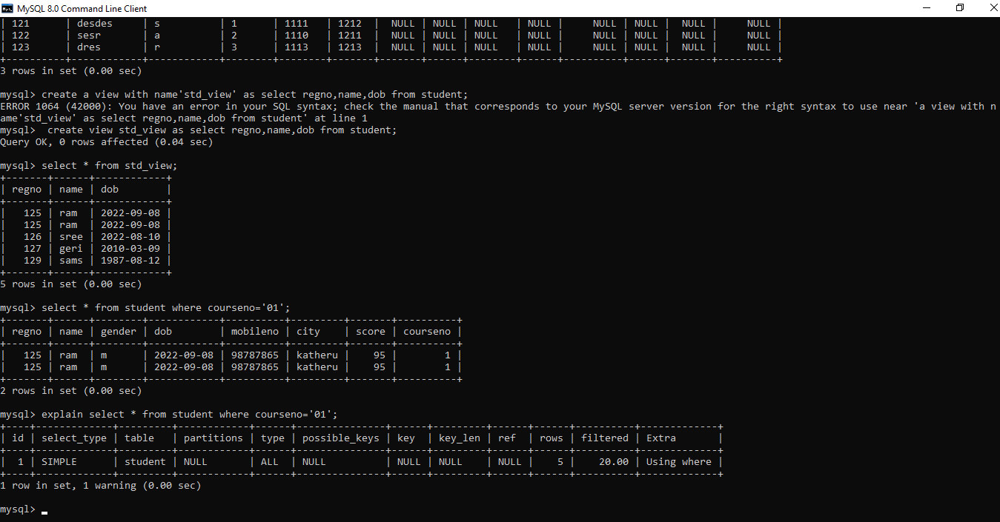 MySQL 8.0 Command Line Client
| 121      | desdes     | s          | 1      | 1111   | 1212  |  NULL | NULL | NULL   | NULL |     NULL | NULL |  NULL |     NULL |
| 122      | sesr       | a          | 2      | 1110   | 1211  |  NULL | NULL | NULL   | NULL |     NULL | NULL |  NULL |     NULL |
| 123      | dres       | r          | 3      | 1113   | 1213  |  NULL | NULL | NULL   | NULL |     NULL | NULL |  NULL |     NULL |
+----------+------------+------------+--------+--------+-------+-------+------+--------+------+----------+------+-------+----------+
3 rows in set (0.00 sec)
mysql> create a view with name'std_view' as select regno,name,dob from student;
ERROR 1064 (42000): You have an error in your SQL syntax; check the manual that corresponds to your MySQL server version for the right syntax to use near 'a view with n
ame'std_view' as select regno,name,dob from student' at line 1
mysql>  create view std_view as select regno,name,dob from student;
Query OK, 0 rows affected (0.04 sec)
mysql> select * from std_view;
+-------+------+------------+
| regno | name | dob        |
+-------+------+------------+
|   125 | ram  | 2022-09-08 |
|   125 | ram  | 2022-09-08 |
|   126 | sree | 2022-08-10 |
|   127 | geri | 2010-03-09 |
|   129 | sams | 1987-08-12 |
+-------+------+------------+
5 rows in set (0.00 sec)
mysql> select * from student where courseno='01';
+-------+------+--------+------------+----------+---------+-------+----------+
| regno | name | gender | dob        | mobileno | city    | score | courseno |
+-------+------+--------+------------+----------+---------+-------+----------+
|   125 | ram  | m      | 2022-09-08 | 98787865 | katheru |    95 |        1 |
|   125 | ram  | m      | 2022-09-08 | 98787865 | katheru |    95 |        1 |
+-------+------+--------+------------+----------+---------+-------+----------+
2 rows in set (0.00 sec)
mysql> explain select * from student where courseno='01';
+----+-------------+---------+------------+------+---------------+------+---------+------+------+----------+-------------+
| id | select_type | table   | partitions | type | possible_keys | key  | key_len | ref  | rows | filtered | Extra       |
+----+-------------+---------+------------+------+---------------+------+---------+------+------+----------+-------------+
|  1 | SIMPLE      | student | NULL       | ALL  | NULL          | NULL | NULL    | NULL |    5 |    20.00 | Using where |
+----+-------------+---------+------------+------+---------------+------+---------+------+------+----------+-------------+
1 row in set, 1 warning (0.00 sec)
mysql> _